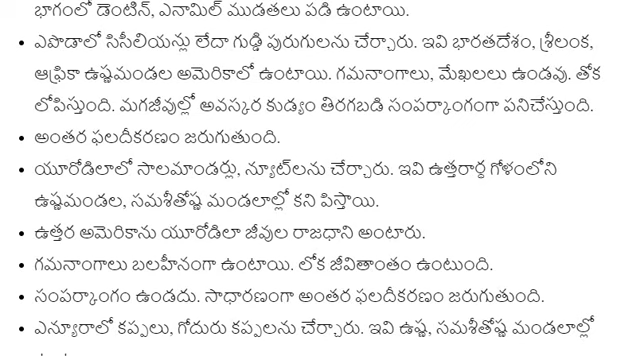 భాగంలో డెంటిన్, ఎనామిల్ ముడతలు పడి ఉంటాయి.
• ఎపొడాలో సిసీలియన్లు లేదా గుడ్డి పురుగులను చేర్చారు. ఇవి భారతదేశం, శ్రీలంక,
ఆఫ్రికా ఉష్ణమండల అమెరికాలో ఉంటాయి. గమనాంగాలు, మేఖలలు ఉండవు. తోక
లోపిస్తుంది. మగజీవుల్లో అవస్కర కుడ్యం తిరగబడి సంపర్కాంగంగా పనిచేస్తుంది.
• అంతర ఫలదీకరణం జరుగుతుంది.
• యూరోడిలాలో సాలమాండర్లు, న్యూట్‌లను చేర్చారు. ఇవి ఉత్తరార్ధ గోళంలోని
ఉష్ణమండల, సమశీతోష్ణ మండలాల్లో కని పిస్తాయి.
• ఉత్తర అమెరికాను యూరోడిలా జీవుల రాజధాని అంటారు.
• గమనాంగాలు బలహీనంగా ఉంటాయి. లోక జీవితాంతం ఉంటుంది.
• సంపర్కాంగం ఉండదు. సాధారణంగా అంతర ఫలదీకరణం జరుగుతుంది.
• ఎన్యూరాలో కప్పలు, గోదురు కప్పలను చేర్చారు. ఇవి ఉష్ణ, సమశీతోష్ణ మండలాల్లో